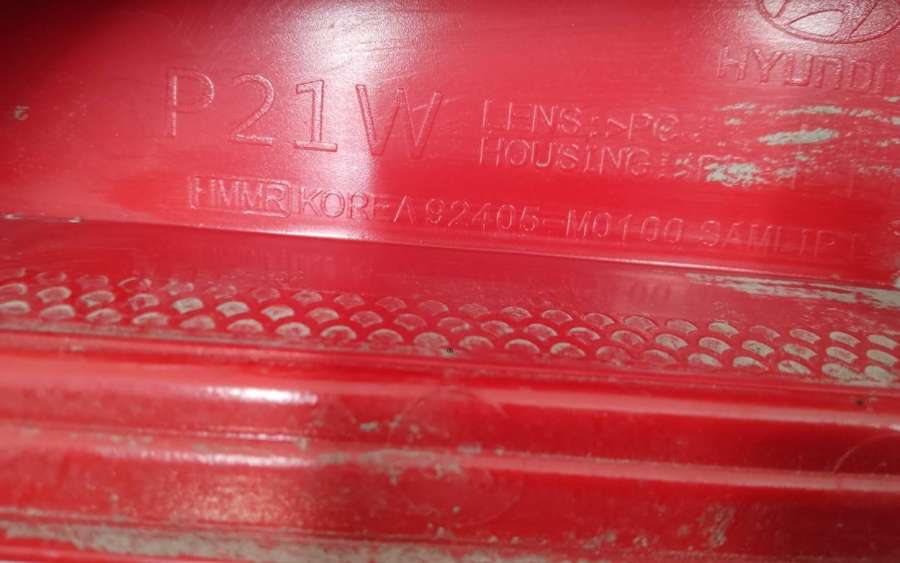 HYUNDAI
P21W
LENS:>PC
HOUSING:
HMMR KOREA 92405-M0100 SAMLIP